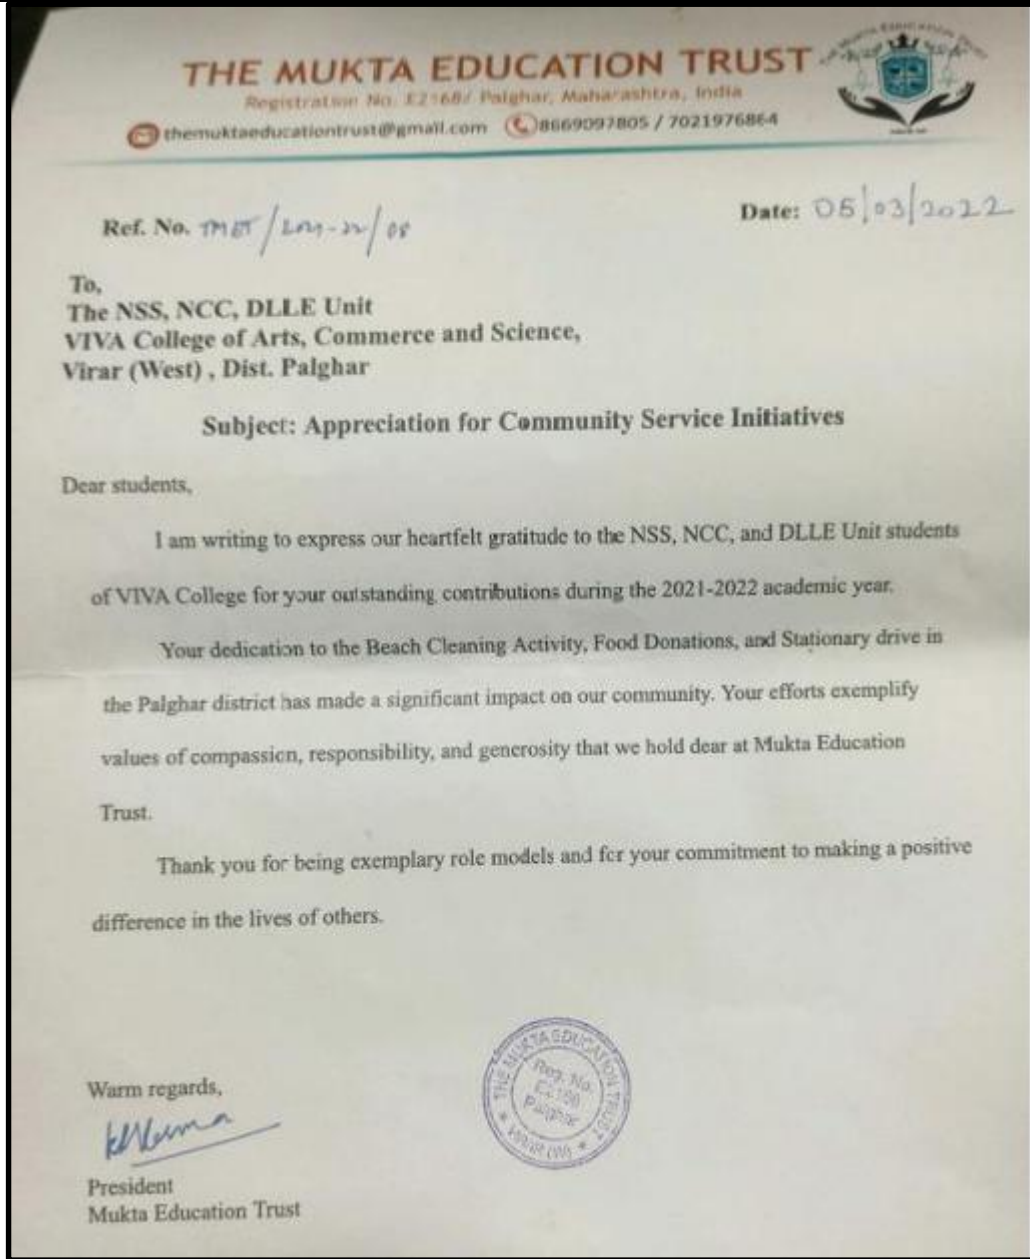 THE MUKTA EDUCATION TRUST
Registration No. E2168/ Palghar, Maharashtra, India
themuktaeducationtrust@gmail.com 8669097805 / 7021976864
Ref. No. TMET/2021-22/08
Date: 05/03/2022
To,
The NSS, NCC, DLLE Unit
VIVA College of Arts, Commerce and Science,
Virar (West) , Dist. Palghar
Subject: Appreciation for Community Service Initiatives
Dear students,
I am writing to express our heartfelt gratitude to the NSS, NCC, and DLLE Unit students
of VIVA College for your outstanding contributions during the 2021-2022 academic year.
Your dedication to the Beach Cleaning Activity, Food Donations, and Stationary drive in
the Palghar district has made a significant impact on our community. Your efforts exemplify
values of compassion, responsibility, and generosity that we hold dear at Mukta Education
Trust.
Thank you for being exemplary role models and for your commitment to making a positive
difference in the lives of others.
THE MUKTA EDUCATION TRUST
Reg. No.
E2168
Palghar
VIRAR (W)
Warm regards,
President
Mukta Education Trust